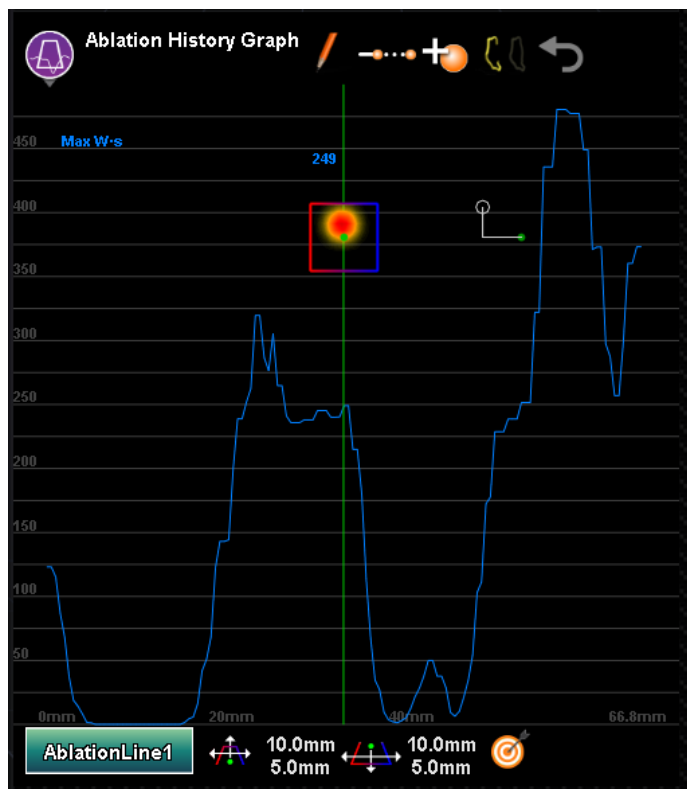 Ablation History Graph
450
Max W·s
249
400
350
300
250
200
150
100
50
0mm 20mm 40mm 66.8mm
AblationLine1
10.0mm
5.0mm
10.0mm
5.0mm